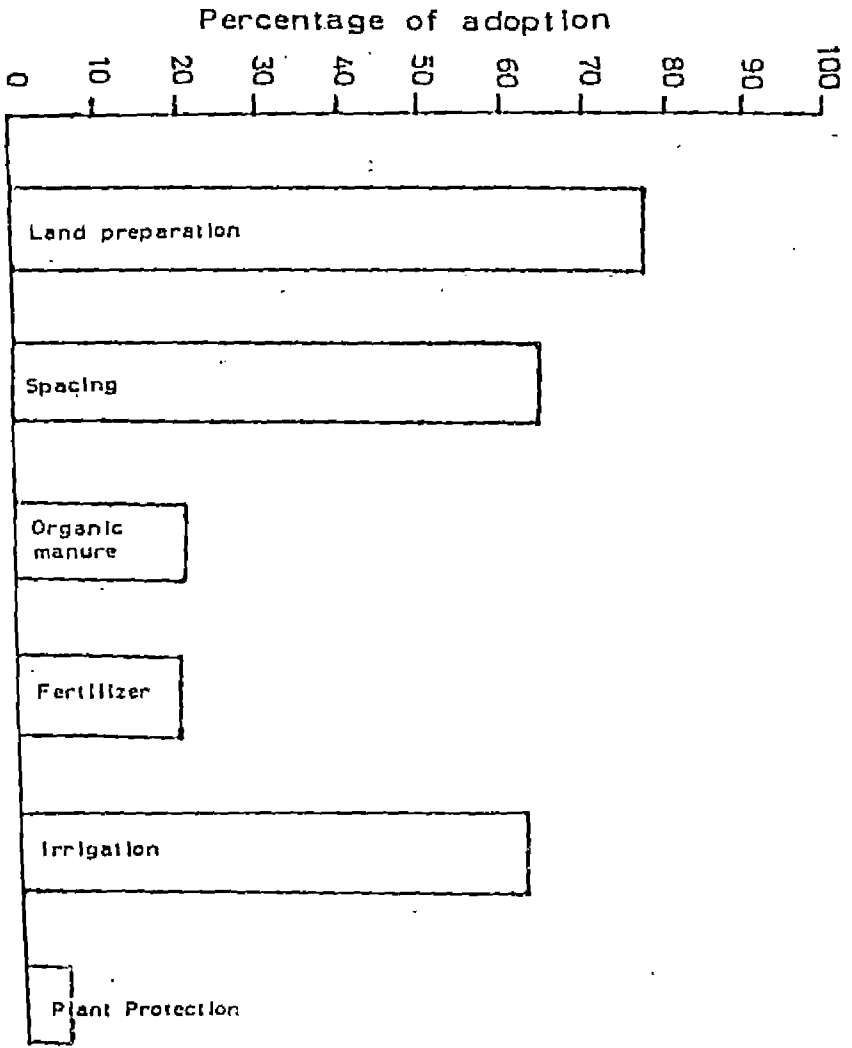 Percentage of adoption
0 10 20 30 40 50 60 70 80 90 100
Land preparation
Spacing
Organic
manure
Fertilizer
Irrigation
Plant Protection